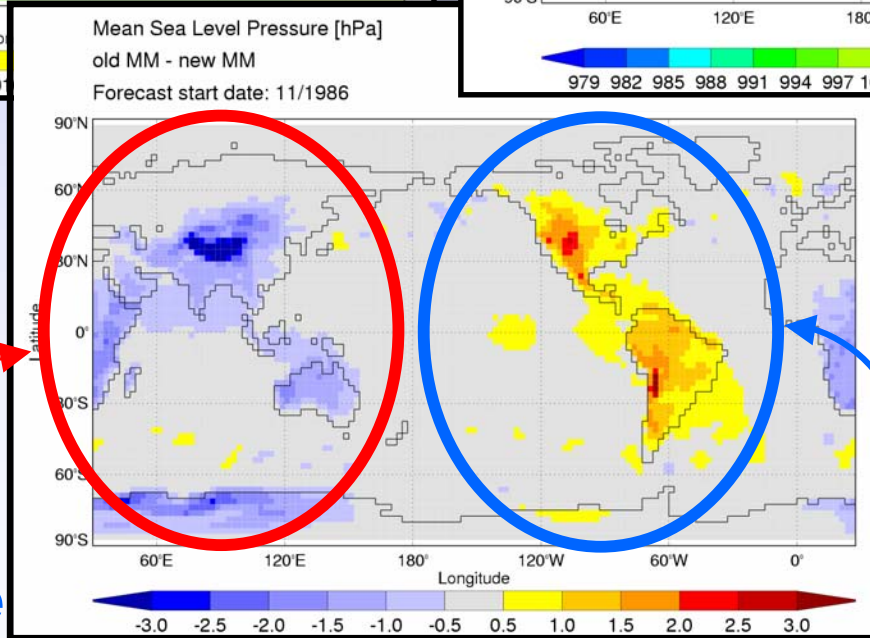 60°E 120°E 180
979 982 985 988 991 994 997
Mean Sea Level Pressure [hPa]
old MM - new MM
Forecast start date: 11/1986
90°N
60°N
30°N
0°
30°S
60°S
90°S
Latitude
60°E 120°E 180° 120°W 60°W 0°
Longitude
-3.0 -2.5 -2.0 -1.5 -1.0 -0.5 0.5 1.0 1.5 2.0 2.5 3.0